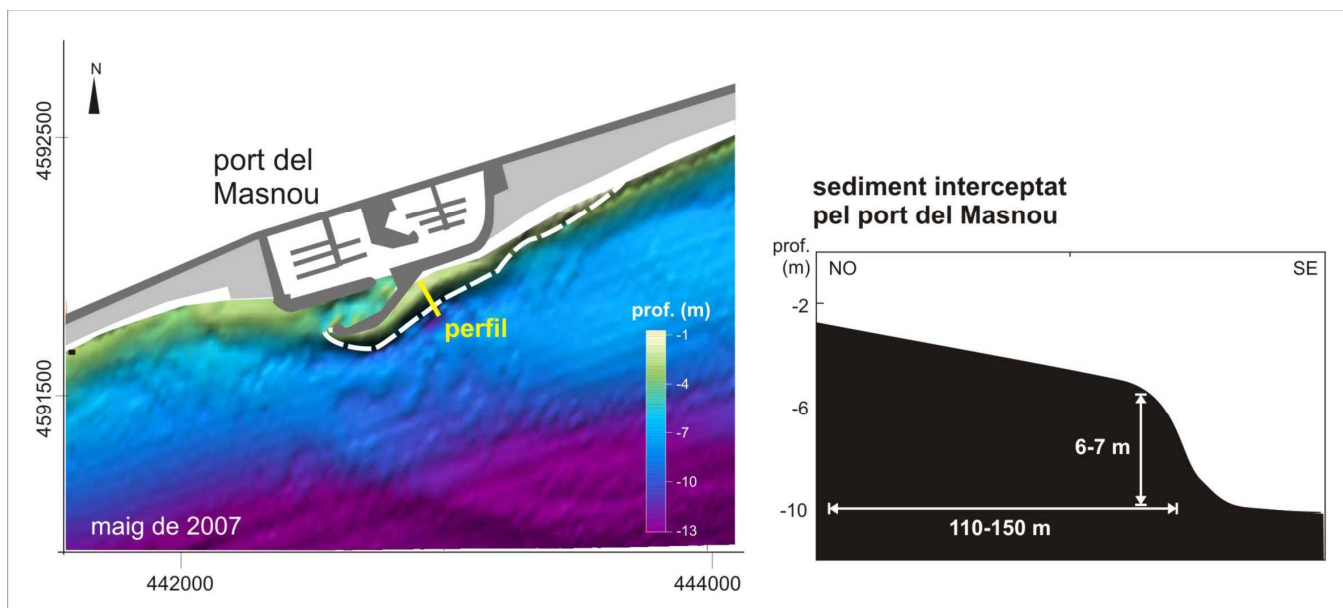 N
4592500
4591500
port del
Masnou
perfil
prof. (m)
-1
-4
-7
-10
-13
maig de 2007
442000
444000
sediment interceptat
pel port del Masnou
prof.
(m)
NO
SE
-2
-6
-10
6-7 m
110-150 m